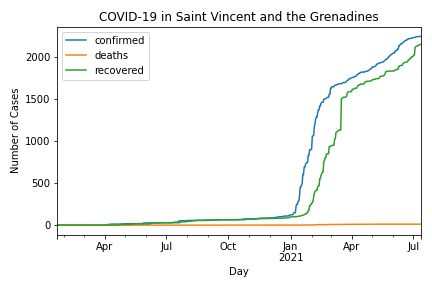 COVID-19 in Saint Vincent and the Grenadines
confirmed
deaths
recovered
Number of Cases
2000
1500
1000
500
0
Apr Jul Oct Jan Apr Jul
2021
Day